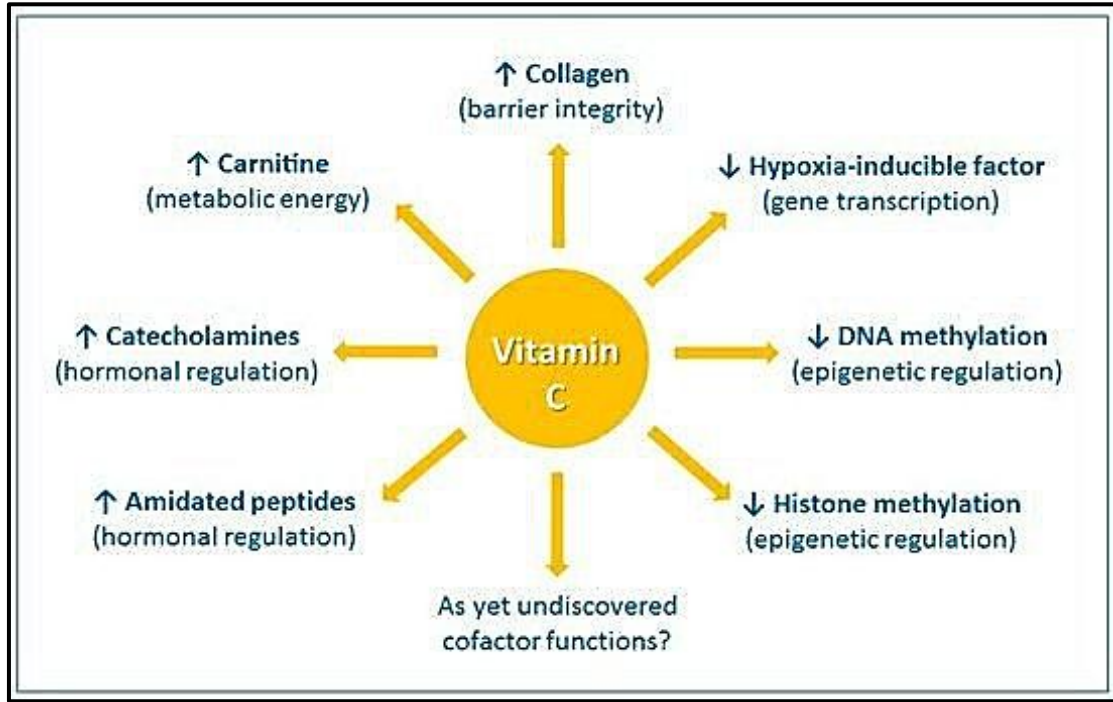 ↑ Collagen
(barrier integrity)
↑ Carnitine
(metabolic energy)
↓ Hypoxia-inducible factor
(gene transcription)
↑ Catecholamines
(hormonal regulation)
Vitamin
C
↓ DNA methylation
(epigenetic regulation)
↑ Amidated peptides
(hormonal regulation)
↓ Histone methylation
(epigenetic regulation)
As yet undiscovered
cofactor functions?